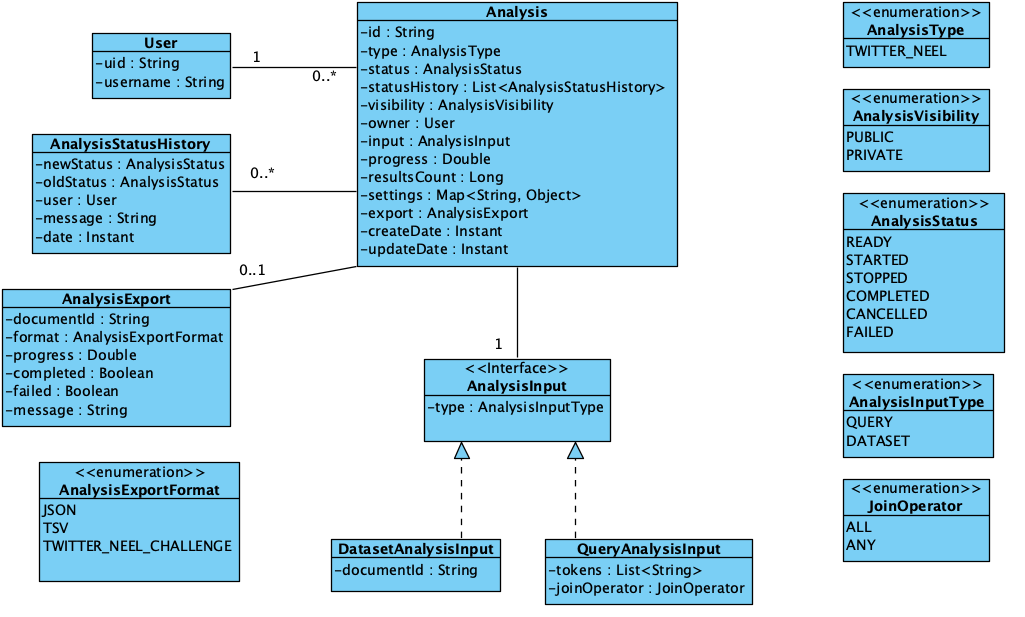 Analysis
-id : String
-type : AnalysisType
-status : AnalysisStatus
-statusHistory : List<AnalysisStatusHistory>
-visibility : AnalysisVisibility
-owner : User
-input : AnalysisInput
-progress : Double
-resultsCount : Long
-settings : Map<String, Object>
-export : AnalysisExport
-createDate : Instant
-updateDate : Instant
User
-uid : String
-username : String
1
0..*
AnalysisStatusHistory
-newStatus : AnalysisStatus
-oldStatus : AnalysisStatus
-user : User
-message : String
-date : Instant
0..*
0..1
AnalysisExport
-documentId : String
-format : AnalysisExportFormat
-progress : Double
-completed : Boolean
-failed : Boolean
-message : String
1
<<Interface>>
AnalysisInput
-type : AnalysisInputType
<<enumeration>>
AnalysisExportFormat
JSON
TSV
TWITTER_NEEL_CHALLENGE
DatasetAnalysisInput
-documentId : String
QueryAnalysisInput
-tokens : List<String>
-joinOperator : JoinOperator
<<enumeration>>
AnalysisType
TWITTER_NEEL
<<enumeration>>
AnalysisVisibility
PUBLIC
PRIVATE
<<enumeration>>
AnalysisStatus
READY
STARTED
STOPPED
COMPLETED
CANCELLED
FAILED
<<enumeration>>
AnalysisInputType
QUERY
DATASET
<<enumeration>>
JoinOperator
ALL
ANY